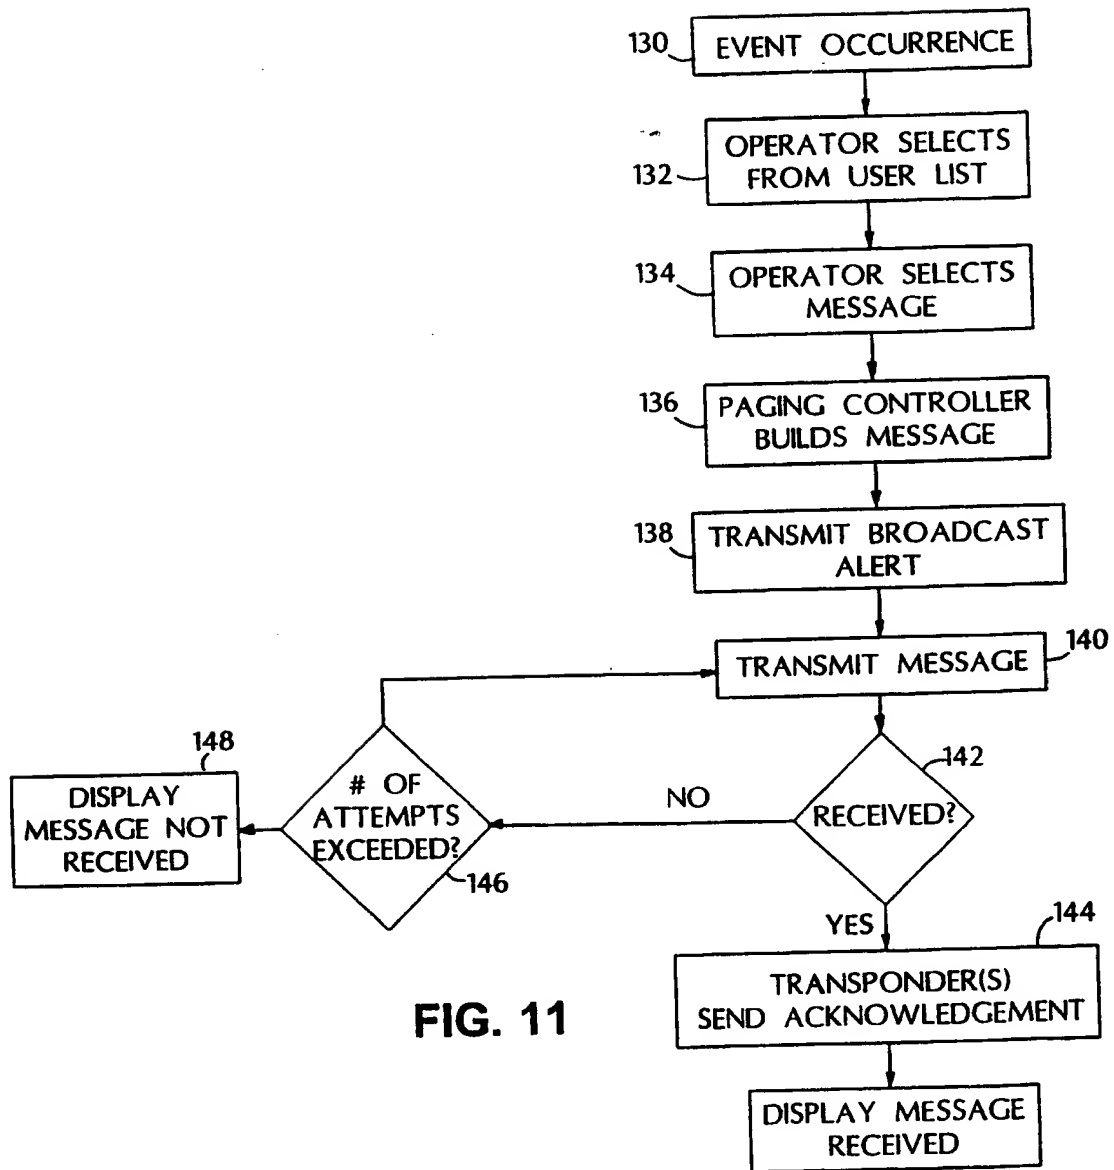 130
EVENT OCCURRENCE
132
OPERATOR SELECTS
FROM USER LIST
134
OPERATOR SELECTS
MESSAGE
136
PAGING CONTROLLER
BUILDS MESSAGE
138
TRANSMIT BROADCAST
ALERT
TRANSMIT MESSAGE
140
142
RECEIVED?
NO
# OF
ATTEMPTS
EXCEEDED?
146
148
DISPLAY
MESSAGE NOT
RECEIVED
YES
144
TRANSPONDER(S)
SEND ACKNOWLEDGEMENT
DISPLAY MESSAGE
RECEIVED
FIG. 11